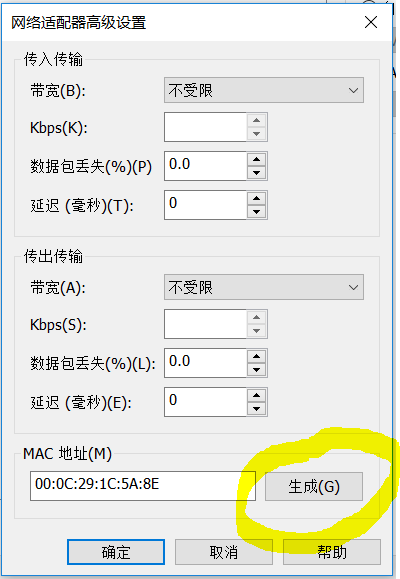 网络适配器高级设置
传入传输
带宽(B): 不受限
Kbps(K):
数据包丢失(%)(P) 0.0
延迟 (毫秒)(T): 0
传出传输
带宽(A): 不受限
Kbps(S):
数据包丢失(%)(L): 0.0
延迟 (毫秒)(E): 0
MAC 地址(M)
00:0C:29:1C:5A:8E 生成(G)
确定 取消 帮助